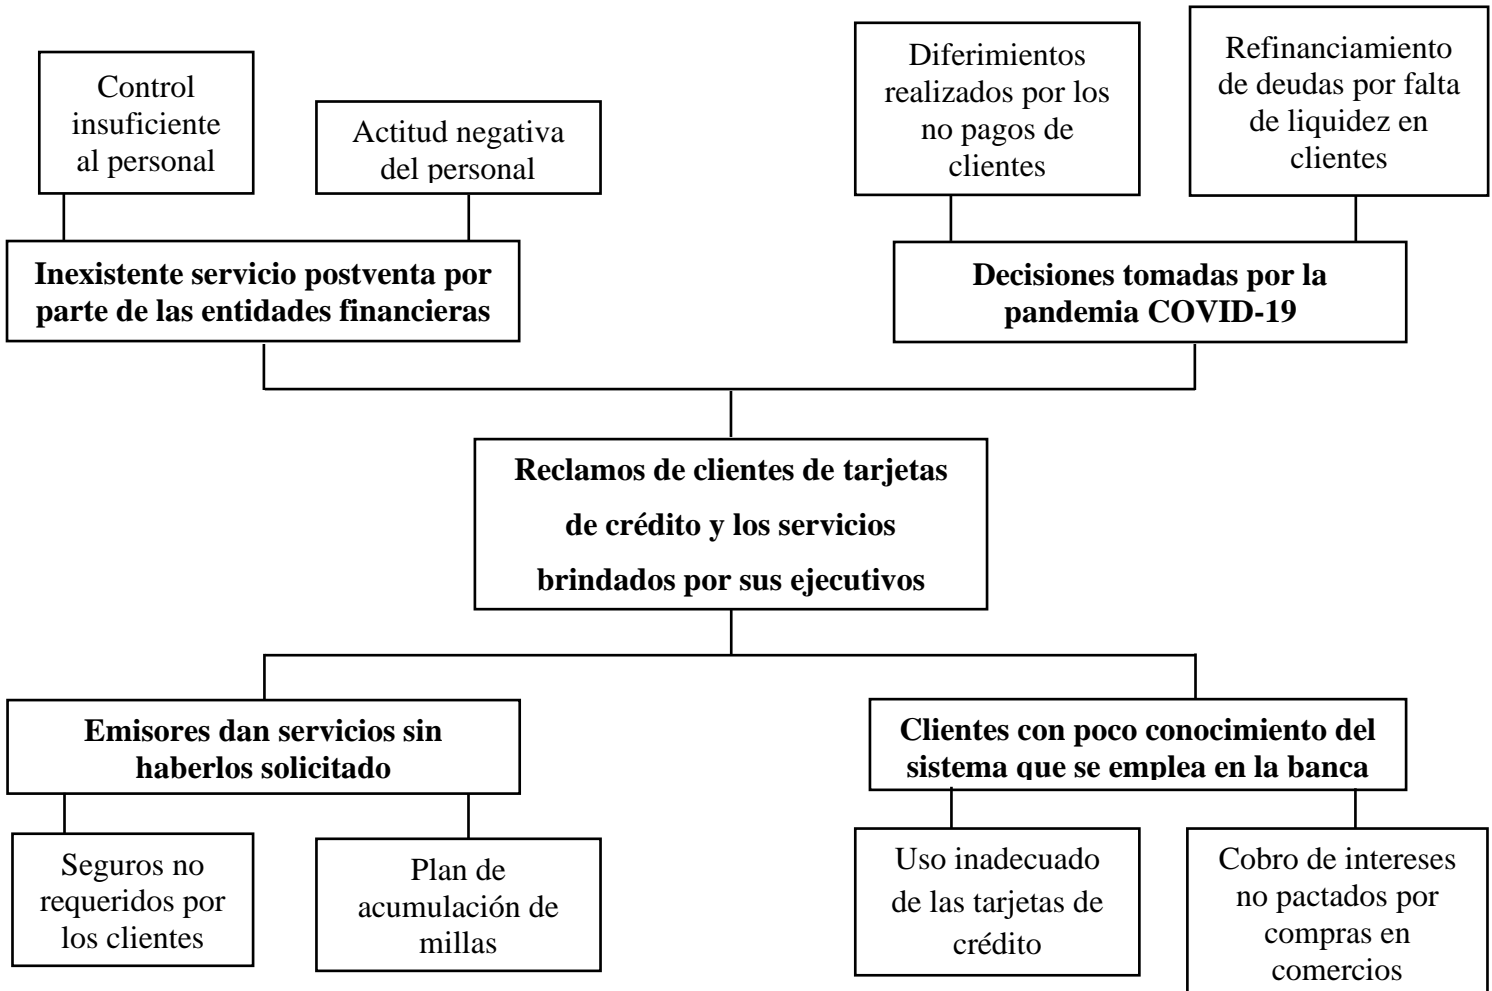 Control
insuficiente
al personal
Actitud negativa
del personal
Diferimientos
realizados por los
no pagos de
clientes
Refinanciamiento
de deudas por falta
de liquidez en
clientes
Inexistente servicio postventa por
parte de las entidades financieras
Decisiones tomadas por la
pandemia COVID-19
Reclamos de clientes de tarjetas
de crédito y los servicios
brindados por sus ejecutivos
Emisores dan servicios sin
haberlos solicitado
Clientes con poco conocimiento del
sistema que se emplea en la banca
Seguros no
requeridos por
los clientes
Plan de
acumulación de
millas
Uso inadecuado
de las tarjetas de
crédito
Cobro de intereses
no pactados por
compras en
comercios